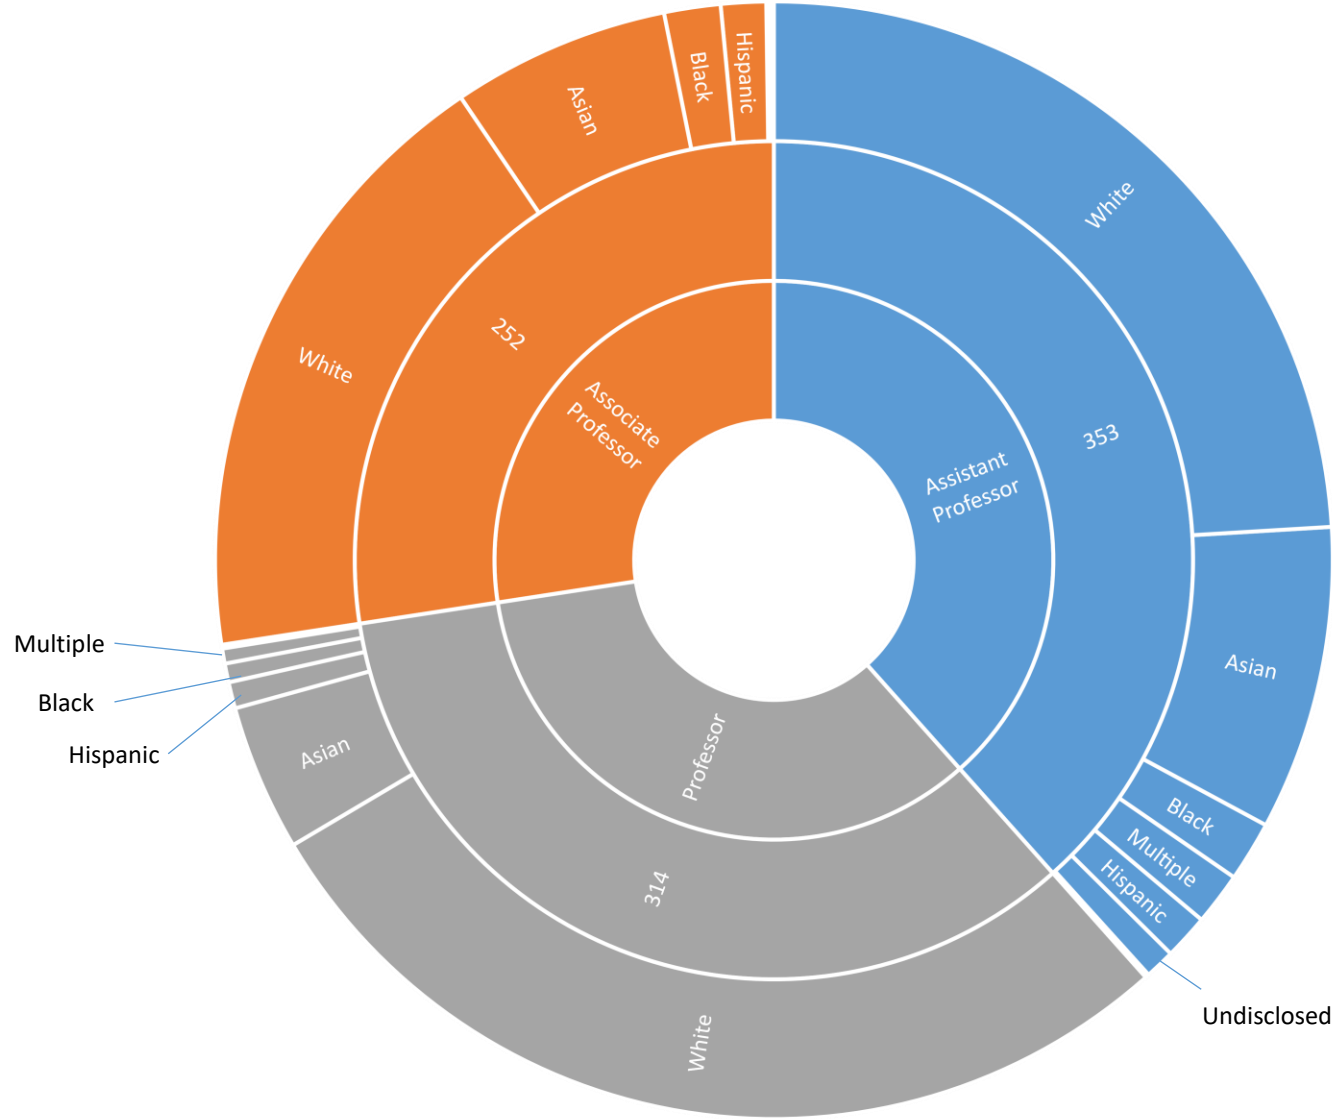 White
353
Assistant
Professor
Asian
Black
Multiple
Hispanic
Undisclosed
Professor
314
White
Asian
Hispanic
Black
Multiple
Associate
Professor
252
White
Asian
Black
Hispanic